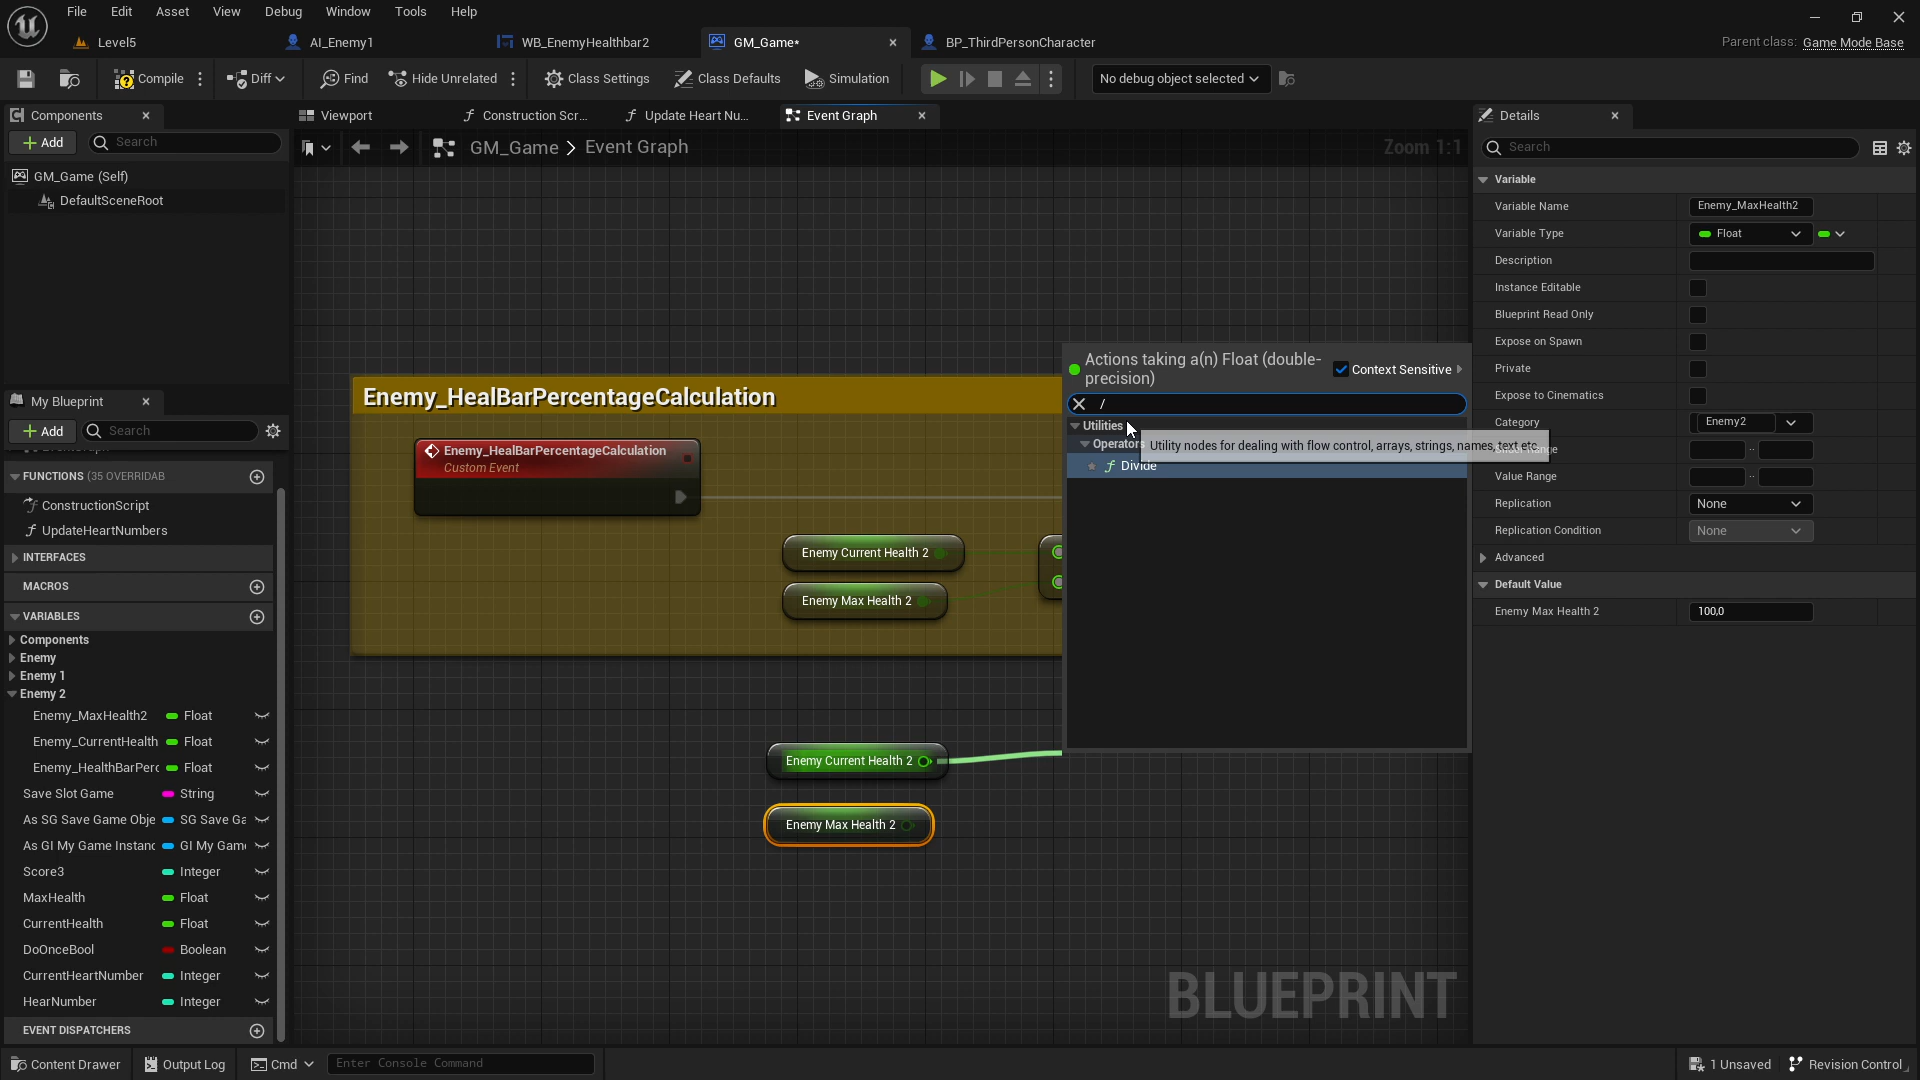 File Edit Asset View Debug Window Tools Help
Level5 AI_Enemy1 WB_EnemyHealthbar2 GM_Game* BP_ThirdPersonCharacter
Parent class: Game Mode Base
Compile Diff Find Hide Unrelated Class Settings Class Defaults Simulation No debug object selected
Components
Add Search
GM_Game (Self)
DefaultSceneRoot
My Blueprint
Add Search
FUNCTIONS (35 OVERRIDAB
ConstructionScript
UpdateHeartNumbers
INTERFACES
MACROS
VARIABLES
Components
Enemy
Enemy 1
Enemy 2
Enemy_MaxHealth2 Float
Enemy_CurrentHealth Float
Enemy_HealthBarPerc Float
Save Slot Game String
As SG Save Game Obje SG Save Ga
As GI My Game Instanc GI My Game
Score3 Integer
MaxHealth Float
CurrentHealth Float
DoOnceBool Boolean
CurrentHeartNumber Integer
HearNumber Integer
EVENT DISPATCHERS
Viewport Construction Scr... Update Heart Nu... Event Graph
GM_Game > Event Graph
Zoom 1:1
Enemy_HealBarPercentageCalculation
Enemy_HealBarPercentageCalculation
Custom Event
Enemy Current Health 2
Enemy Max Health 2
Enemy Current Health 2
Enemy Max Health 2
Actions taking a(n) Float (double-
precision)
Context Sensitive
/
Utilities
Operators
Utility nodes for dealing with flow control, arrays, strings, names, text etc.
Divide
BLUEPRINT
Details
Search
Variable
Variable Name Enemy_MaxHealth2
Variable Type Float
Description
Instance Editable
Blueprint Read Only
Expose on Spawn
Private
Expose to Cinematics
Category Enemy2
Value Range
Replication None
Replication Condition None
Advanced
Default Value
Enemy Max Health 2 100,0
Content Drawer Output Log Cmd Enter Console Command 1 Unsaved Revision Control